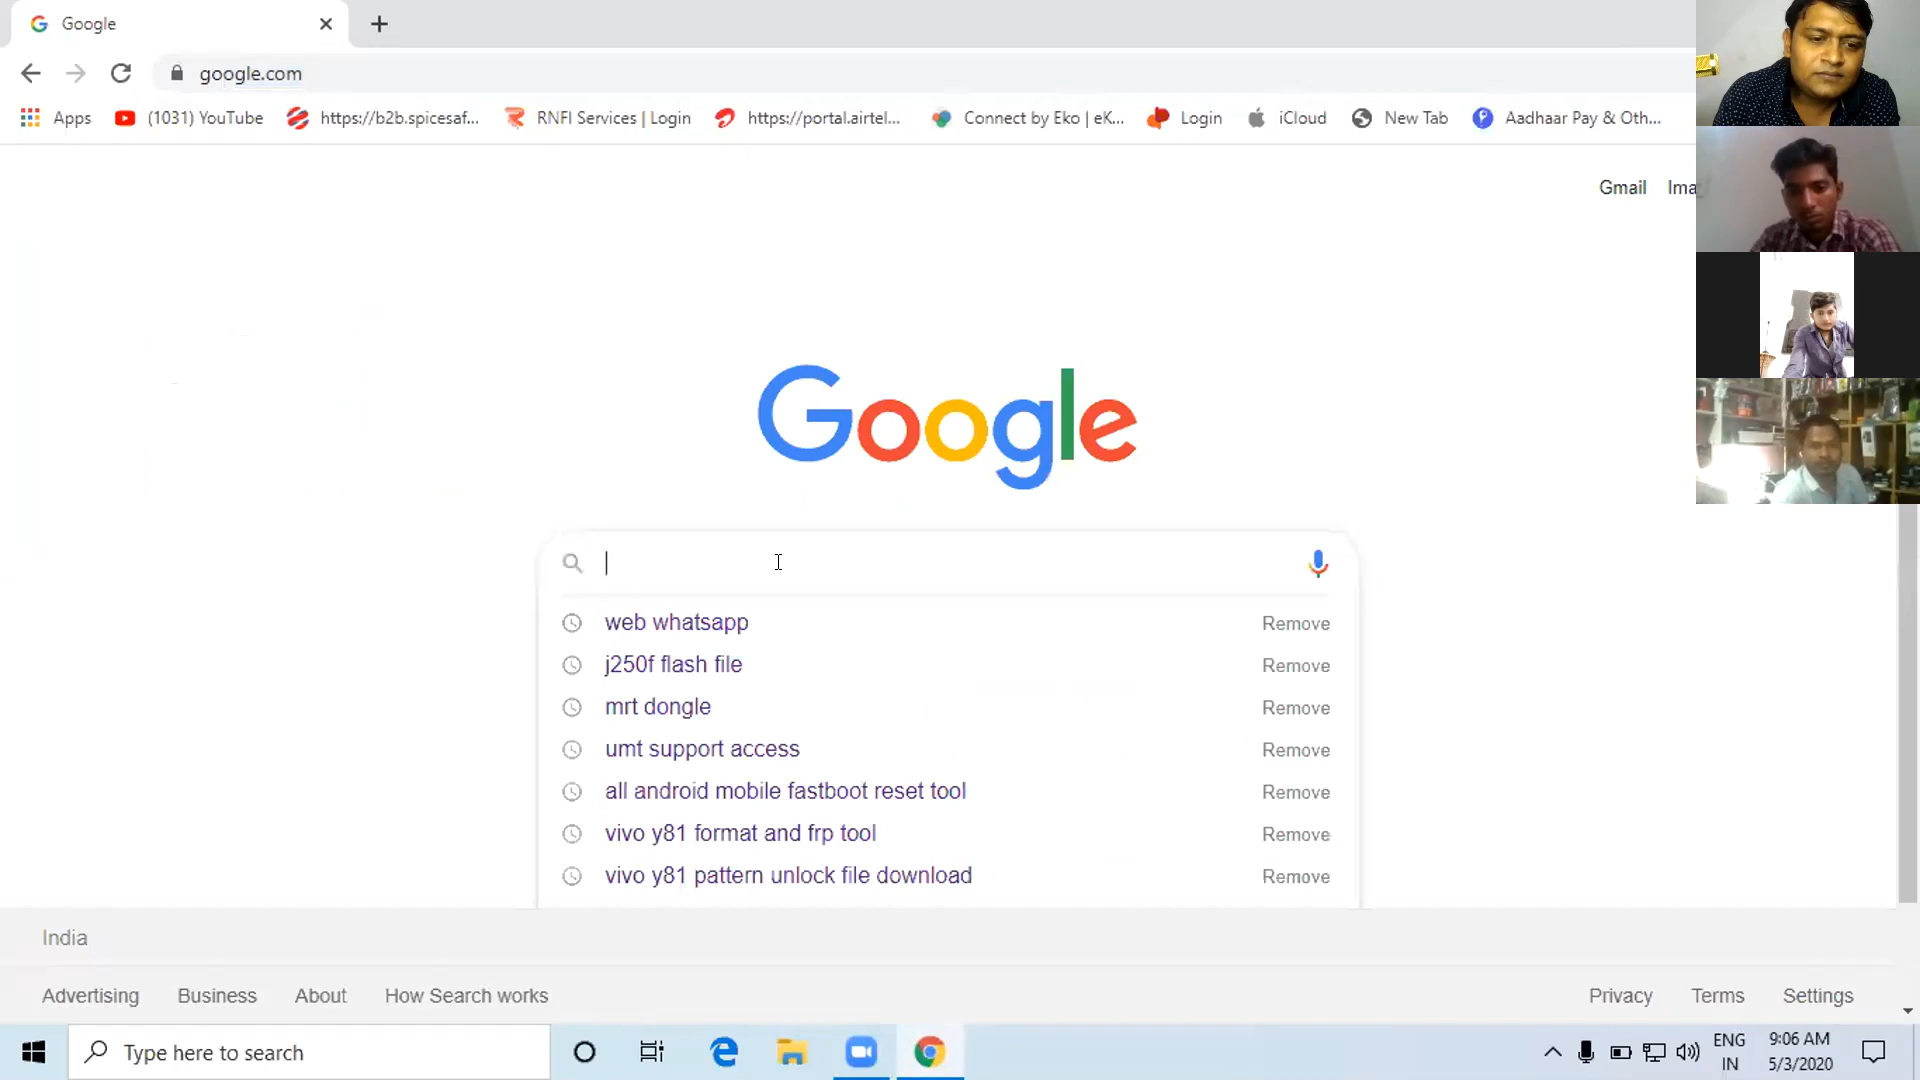 Google
google.com
Apps (1031) YouTube https://b2b.spicesaf... RNFI Services | Login https://portal.airtel... Connect by Eko | eK... Login iCloud New Tab Aadhaar Pay & Oth...
Gmail Ima
Google
web whatsapp Remove
j250f flash file Remove
mrt dongle Remove
umt support access Remove
all android mobile fastboot reset tool Remove
vivo y81 format and frp tool Remove
vivo y81 pattern unlock file download Remove
India
Advertising Business About How Search works Privacy Terms Settings
Type here to search
ENG
IN
9:06 AM
5/3/2020